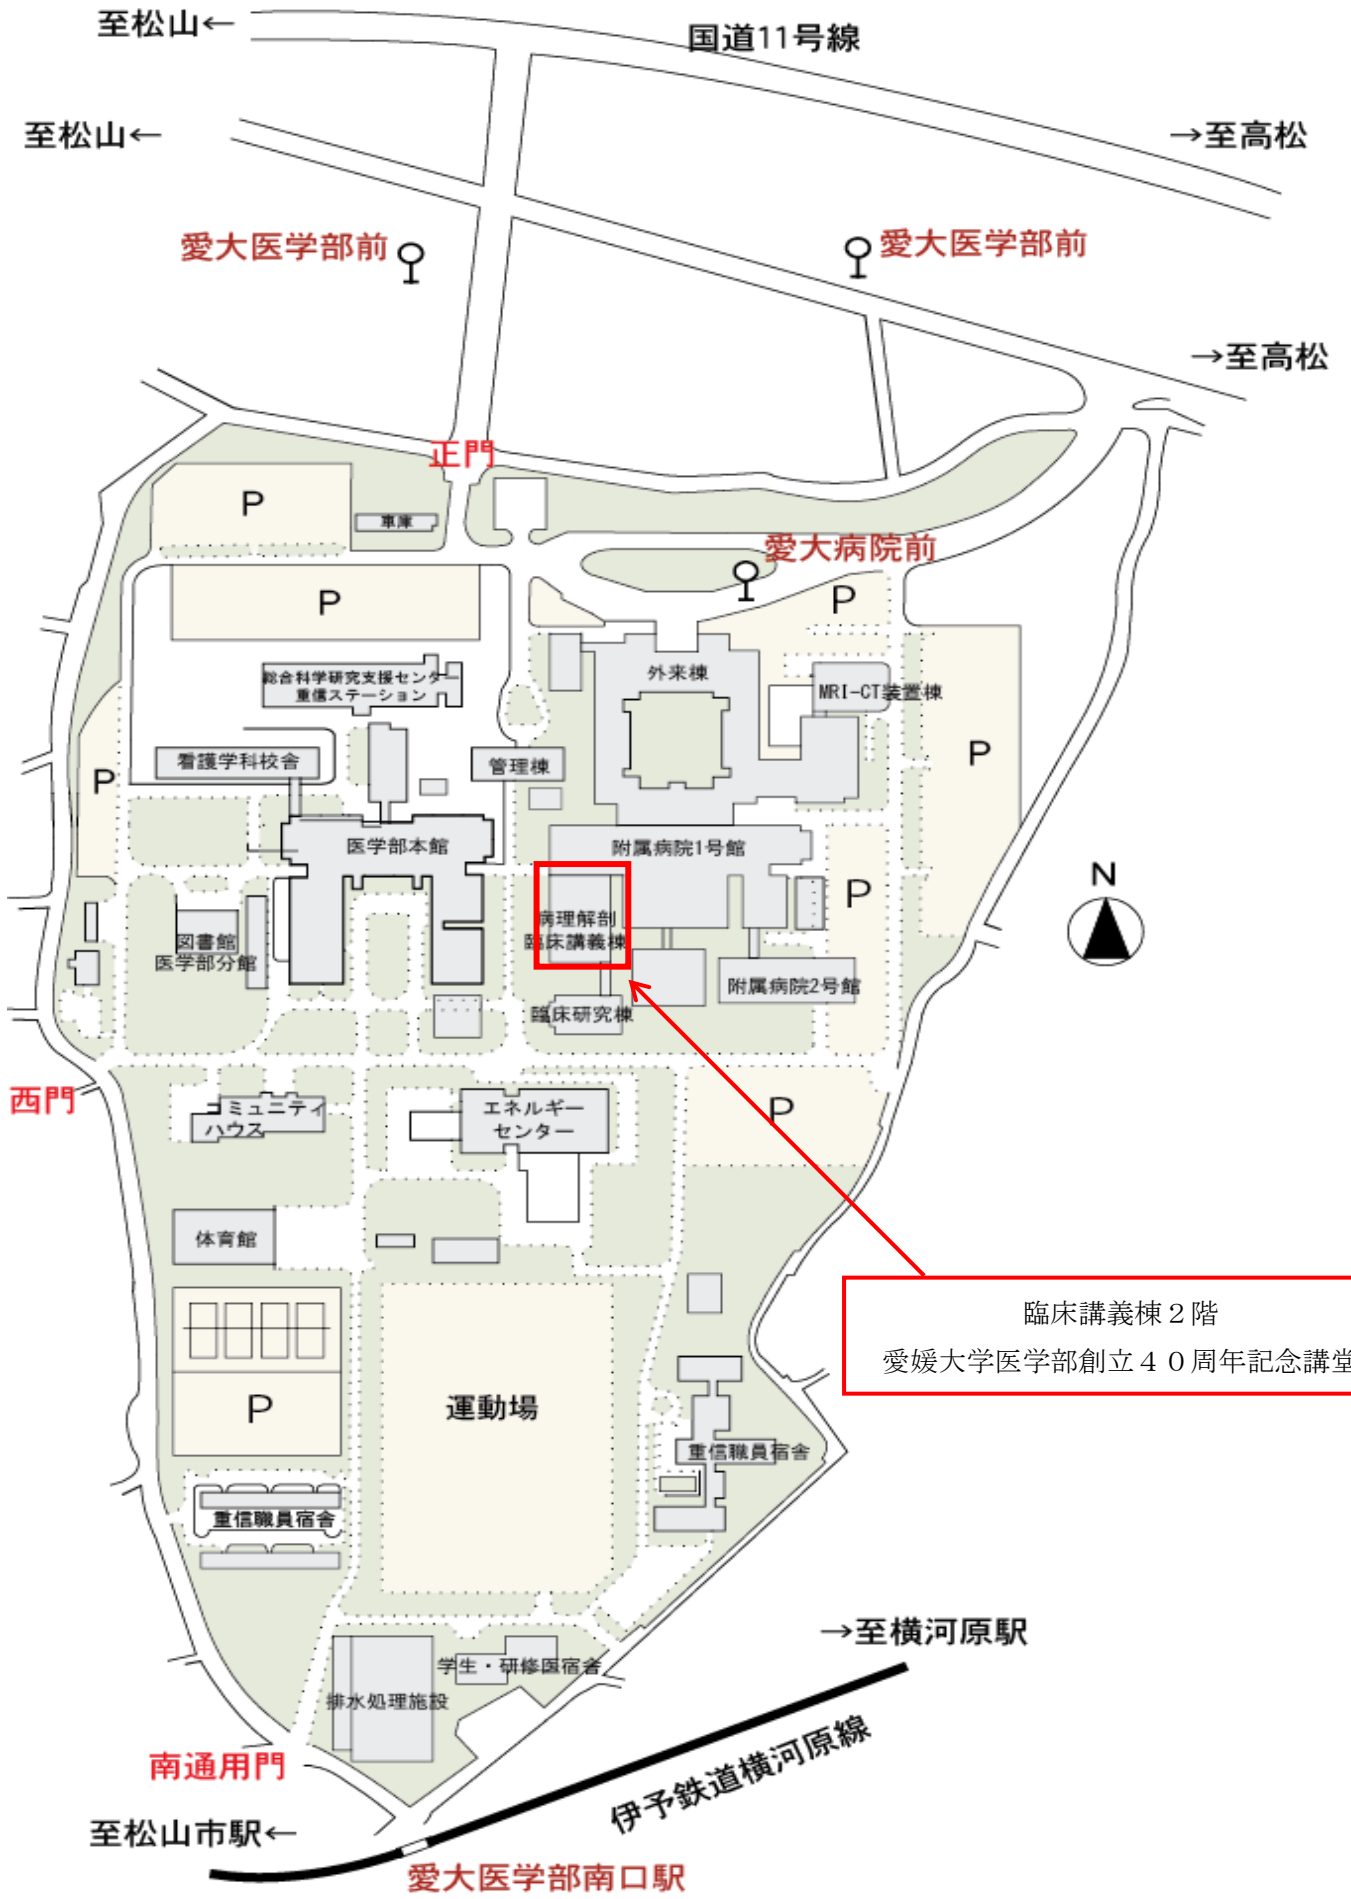 至松山←
国道11号線
至松山←
→至高松
愛大医学部前
愛大医学部前
→至高松
正門
P
車庫
愛大病院前
P
P
外来棟
総合科学研究支援センター
重信ステーション
MRI-CT装置棟
看護学科校舎
管理棟
P
P
医学部本館
附属病院1号館
N
P
病理解剖
臨床講義棟
図書館
医学部分館
附属病院2号館
臨床研究棟
西門
コミュニティ
ハウス
エネルギー
センター
P
体育館
臨床講義棟２階
愛媛大学医学部創立４０周年記念講堂
P
運動場
重信職員宿舎
重信職員宿舎
→至横河原駅
学生・研修医宿舎
排水処理施設
南通用門
伊予鉄道横河原線
至松山市駅←
愛大医学部南口駅